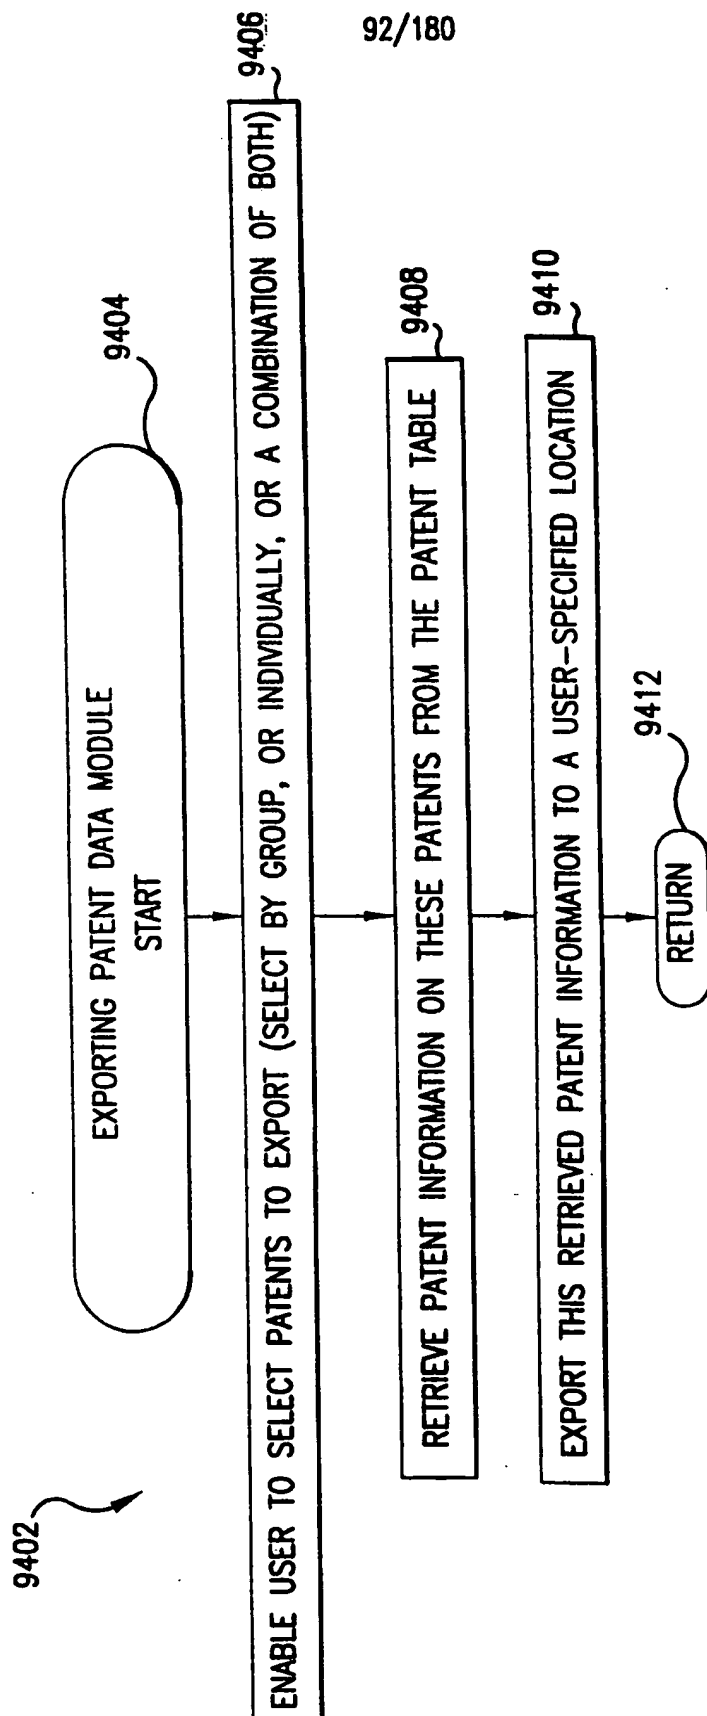 92/180
9402
EXPORTING PATENT DATA MODULE
START
9404
ENABLE USER TO SELECT PATENTS TO EXPORT (SELECT BY GROUP, OR INDIVIDUALLY, OR A COMBINATION OF BOTH)
9406
RETRIEVE PATENT INFORMATION ON THESE PATENTS FROM THE PATENT TABLE
9408
EXPORT THIS RETRIEVED PATENT INFORMATION TO A USER-SPECIFIED LOCATION
9410
RETURN
9412